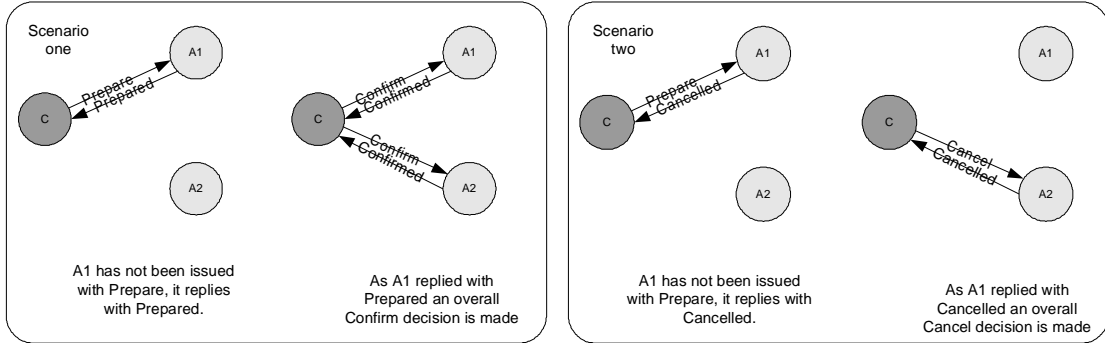 Scenario
one
A1
Prepare
Prepared
C
A2
A1 has not been issued
with Prepare, it replies
with Prepared.
A1
Confirm
Confirmed
C
Confirm
Confirmed
A2
As A1 replied with
Prepared an overall
Confirm decision is made
Scenario
two
A1
Prepare
Cancelled
C
A2
A1 has not been issued
with Prepare, it replies with
Cancelled.
A1
C
Cancel
Cancelled
A2
As A1 replied with
Cancelled an overall
Cancel decision is made